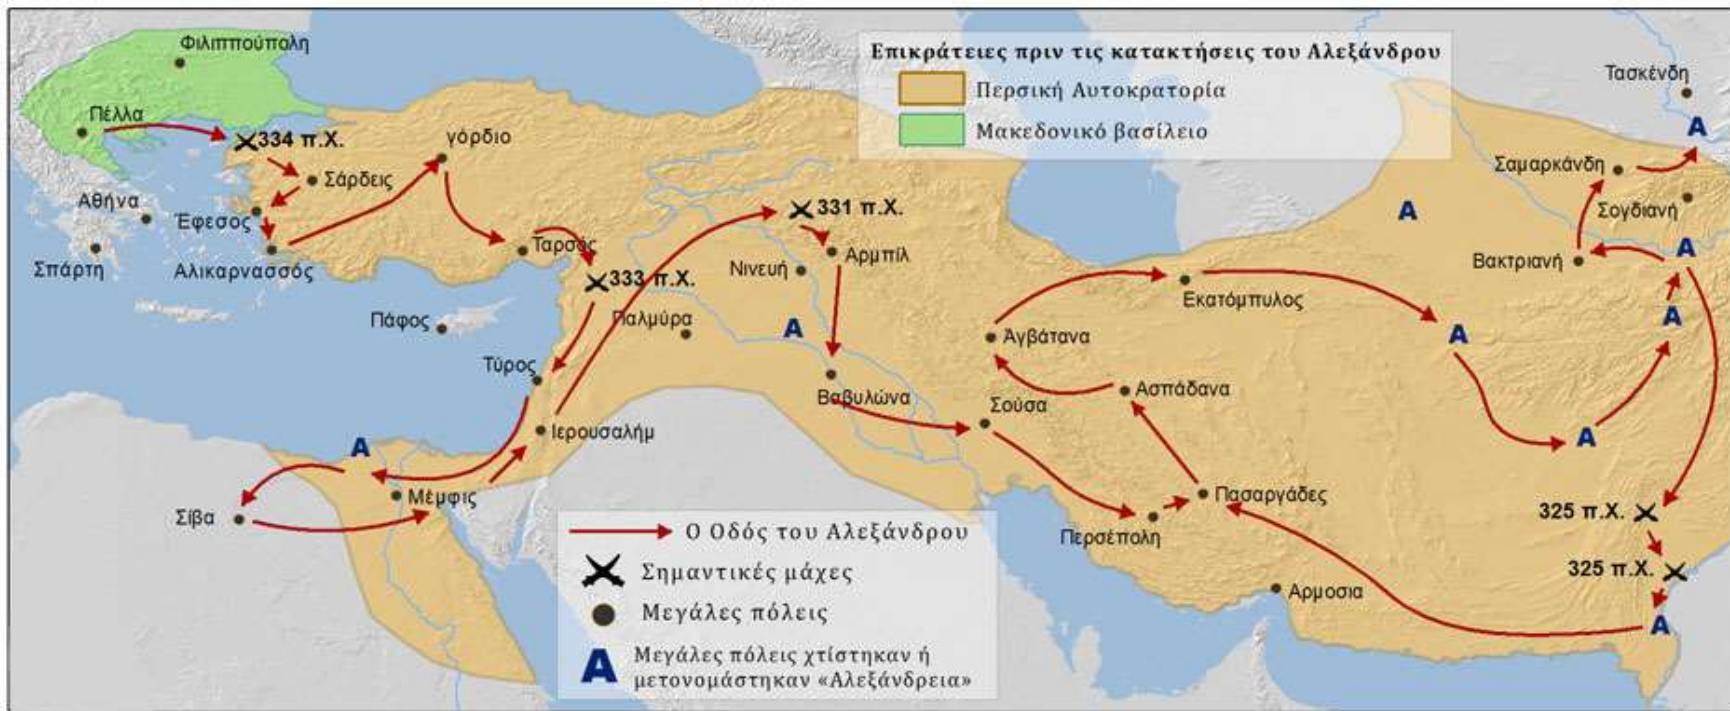 Επικράτειες πριν τις κατακτήσεις του Αλεξάνδρου
Περσική Αυτοκρατορία
Μακεδονικό βασίλειο
Φιλιππούπολη
Πέλλα
334 π.Χ.
γόρδιο
Σάρδεις
Αθήνα
Έφεσος
Σπάρτη
Αλικαρνασσός
Ταρσός
333 π.Χ.
331 π.Χ.
Αρμπίλ
Νινευή
Πάφος
Παλμύρα
A
Τύρος
Βαβυλώνα
Ιερουσαλήμ
A
Μέμφις
Σίβα
Σούσα
Άγβατανα
Ασπάδανα
Εκατόμπυλος
Περσέπολη
Πασαργάδες
Αρμοσια
Τασκένδη
A
Σαμαρκάνδη
Σογδιανή
A
Βακτριανή
A
A
A
A
325 π.Χ.
325 π.Χ.
A
Ο Οδός του Αλεξάνδρου
Σημαντικές μάχες
Μεγάλες πόλεις
A
Μεγάλες πόλεις χτίστηκαν ή
μετονομάστηκαν «Αλεξάνδρεια»